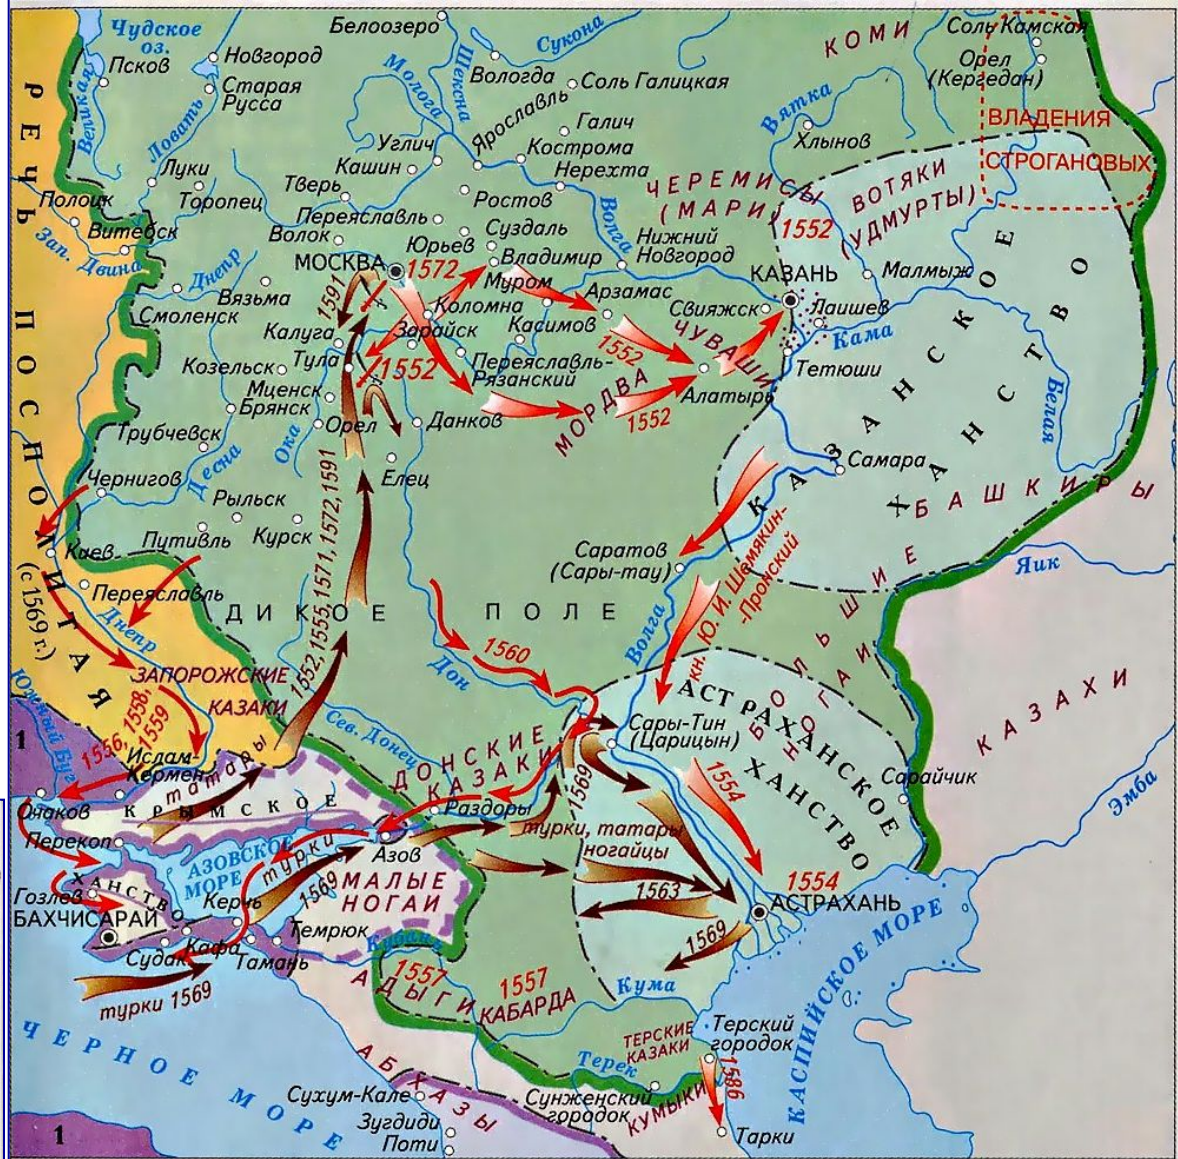 Белоозеро
Сукона
КОМИ
Соль Камская
Чудское
оз.
Псков
Новгород
Шексна
Вологда
Соль Галицкая
Орел
(Кергедан)
Великая
Старая
Русса
Молога
Ярославль
Вятка
ВЛАДЕНИЯ
СТРОГАНОВЫХ
Ловать
Углич
Галич
Хлынов
Кострома
Луки
Кашин
Нерехта
ЧЕРЕМИСЫ
(МАРИ)
1552
ВОТЯКИ
(УДМУРТЫ)
Торопец
Тверь
Ростов
Полоцк
Переяславль
Волга
Витебск
Волок
Юрьев
Суздаль
Нижний
Новгород
Зап. Двина
МОСКВА
1572
Владимир
КАЗАНЬ
Малмыж
Днепр
Вязьма
1591
Муром
Арзамас
Свияжск
Лаишев
Смоленск
Коломна
Касимов
ЧУВАШИ
Кама
Калуга
Зарайск
1552
Тетюши
Козельск
Тула
1552
Переяславль-
Рязанский
Алатырь
Белая
Мценск
Брянск
МОРДВА
1552
Орел
Данков
Трубчевск
Ока
Десна
КАЗАНСКОЕ
ХАНСТВО
Самара
Чернигов
Елец
БАШКИРЫ
Рыльск
РЕЧЬ ПОСПОЛИТАЯ
(с 1569 г.)
Киев
Путивль
Курск
1552, 1555, 1571, 1572, 1591
Саратов
(Сары-тау)
кн. Ю. И. Шемякин-
-Пронский
Яик
Переяславль
ДИКОЕ ПОЛЕ
Днепр
Волга
БОЛЬШИЕ
НОГАИ
1560
Дон
ЗАПОРОЖСКИЕ
КАЗАКИ
КАЗАХИ
Южный Буг
1556, 1558,
1559
АСТРАХАНСКОЕ
ХАНСТВО
Сев. Донец
Сары-Тин
(Царицын)
1
татары
ДОНСКИЕ
КАЗАКИ
Ислам-
Кермен
1569
1554
Сарайчик
Эмба
Очаков
КРЫМСКОЕ
Раздоры
турки, татары
ногайцы
Перекоп
АЗОВСКОЕ
МОРЕ
турки
1569
Азов
МАЛЫЕ
НОГАИ
1563
1554
Гозлев
ХАНСТВО
БАХЧИСАРАЙ
Керчь
АСТРАХАНЬ
Темрюк
1569
Судак
Кафа
Тамань
Кубань
турки 1569
1557
АДЫГИ
1557
КАБАРДА
Кума
КАСПИЙСКОЕ МОРЕ
ЧЕРНОЕ МОРЕ
АБХАЗЫ
ТЕРСКИЕ
КАЗАКИ
Терский
городок
Терек
1586
Сухум-Кале
Сунженский
городок
КУМЫКИ
Зугдиди
Тарки
Поти
1